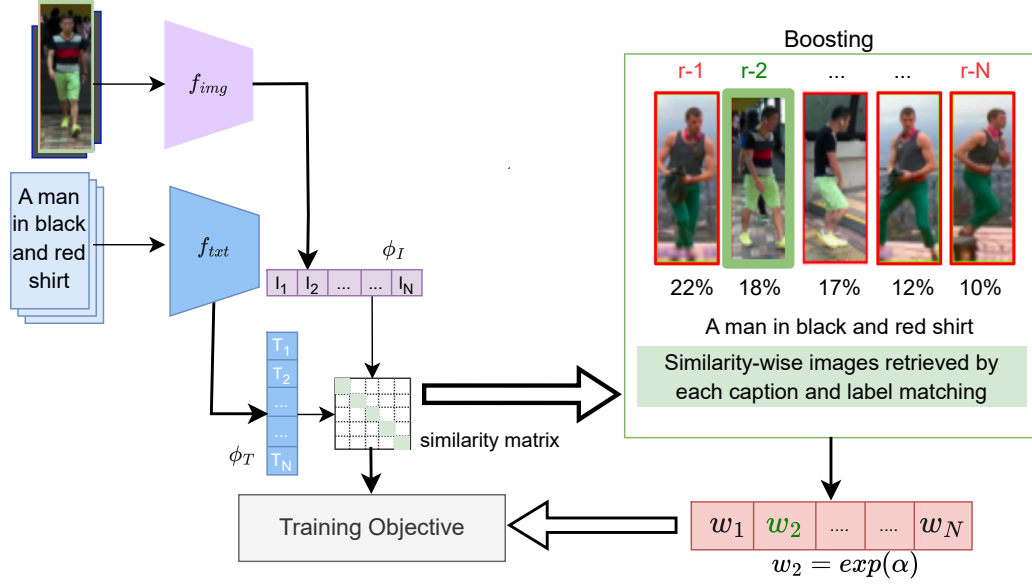 Boosting
r-1 r-2 ... ... r-N
f_img
A man
in black
and red
shirt
f_txt
ϕ_I
I_1 I_2 ... ... I_N
22% 18% 17% 12% 10%
A man in black and red shirt
Similarity-wise images retrieved by
each caption and label matching
T_1
T_2
...
...
T_N
ϕ_T
similarity matrix
Training Objective
w_1 w_2 .... .... w_N
w_2 = exp(α)